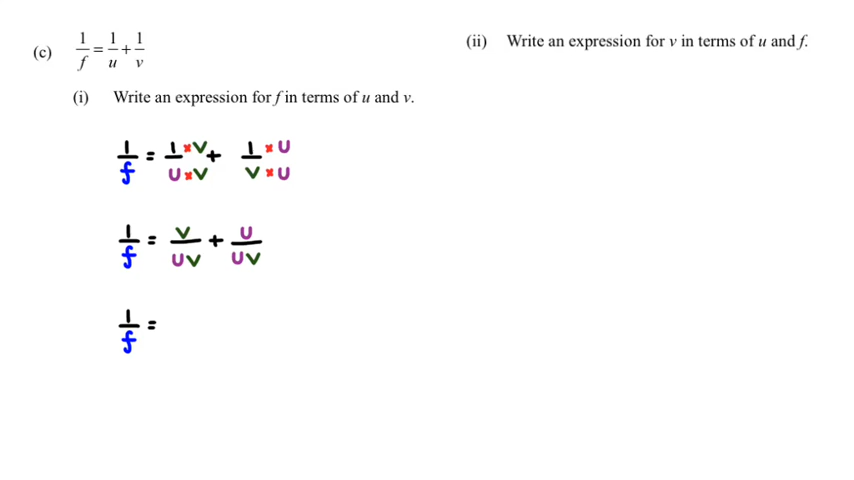 (c) 1/f = 1/u + 1/v
(i) Write an expression for f in terms of u and v.
1/f = 1×v/u×v + 1×u/v×u
1/f = v/uv + u/uv
1/f =
(ii) Write an expression for v in terms of u and f.